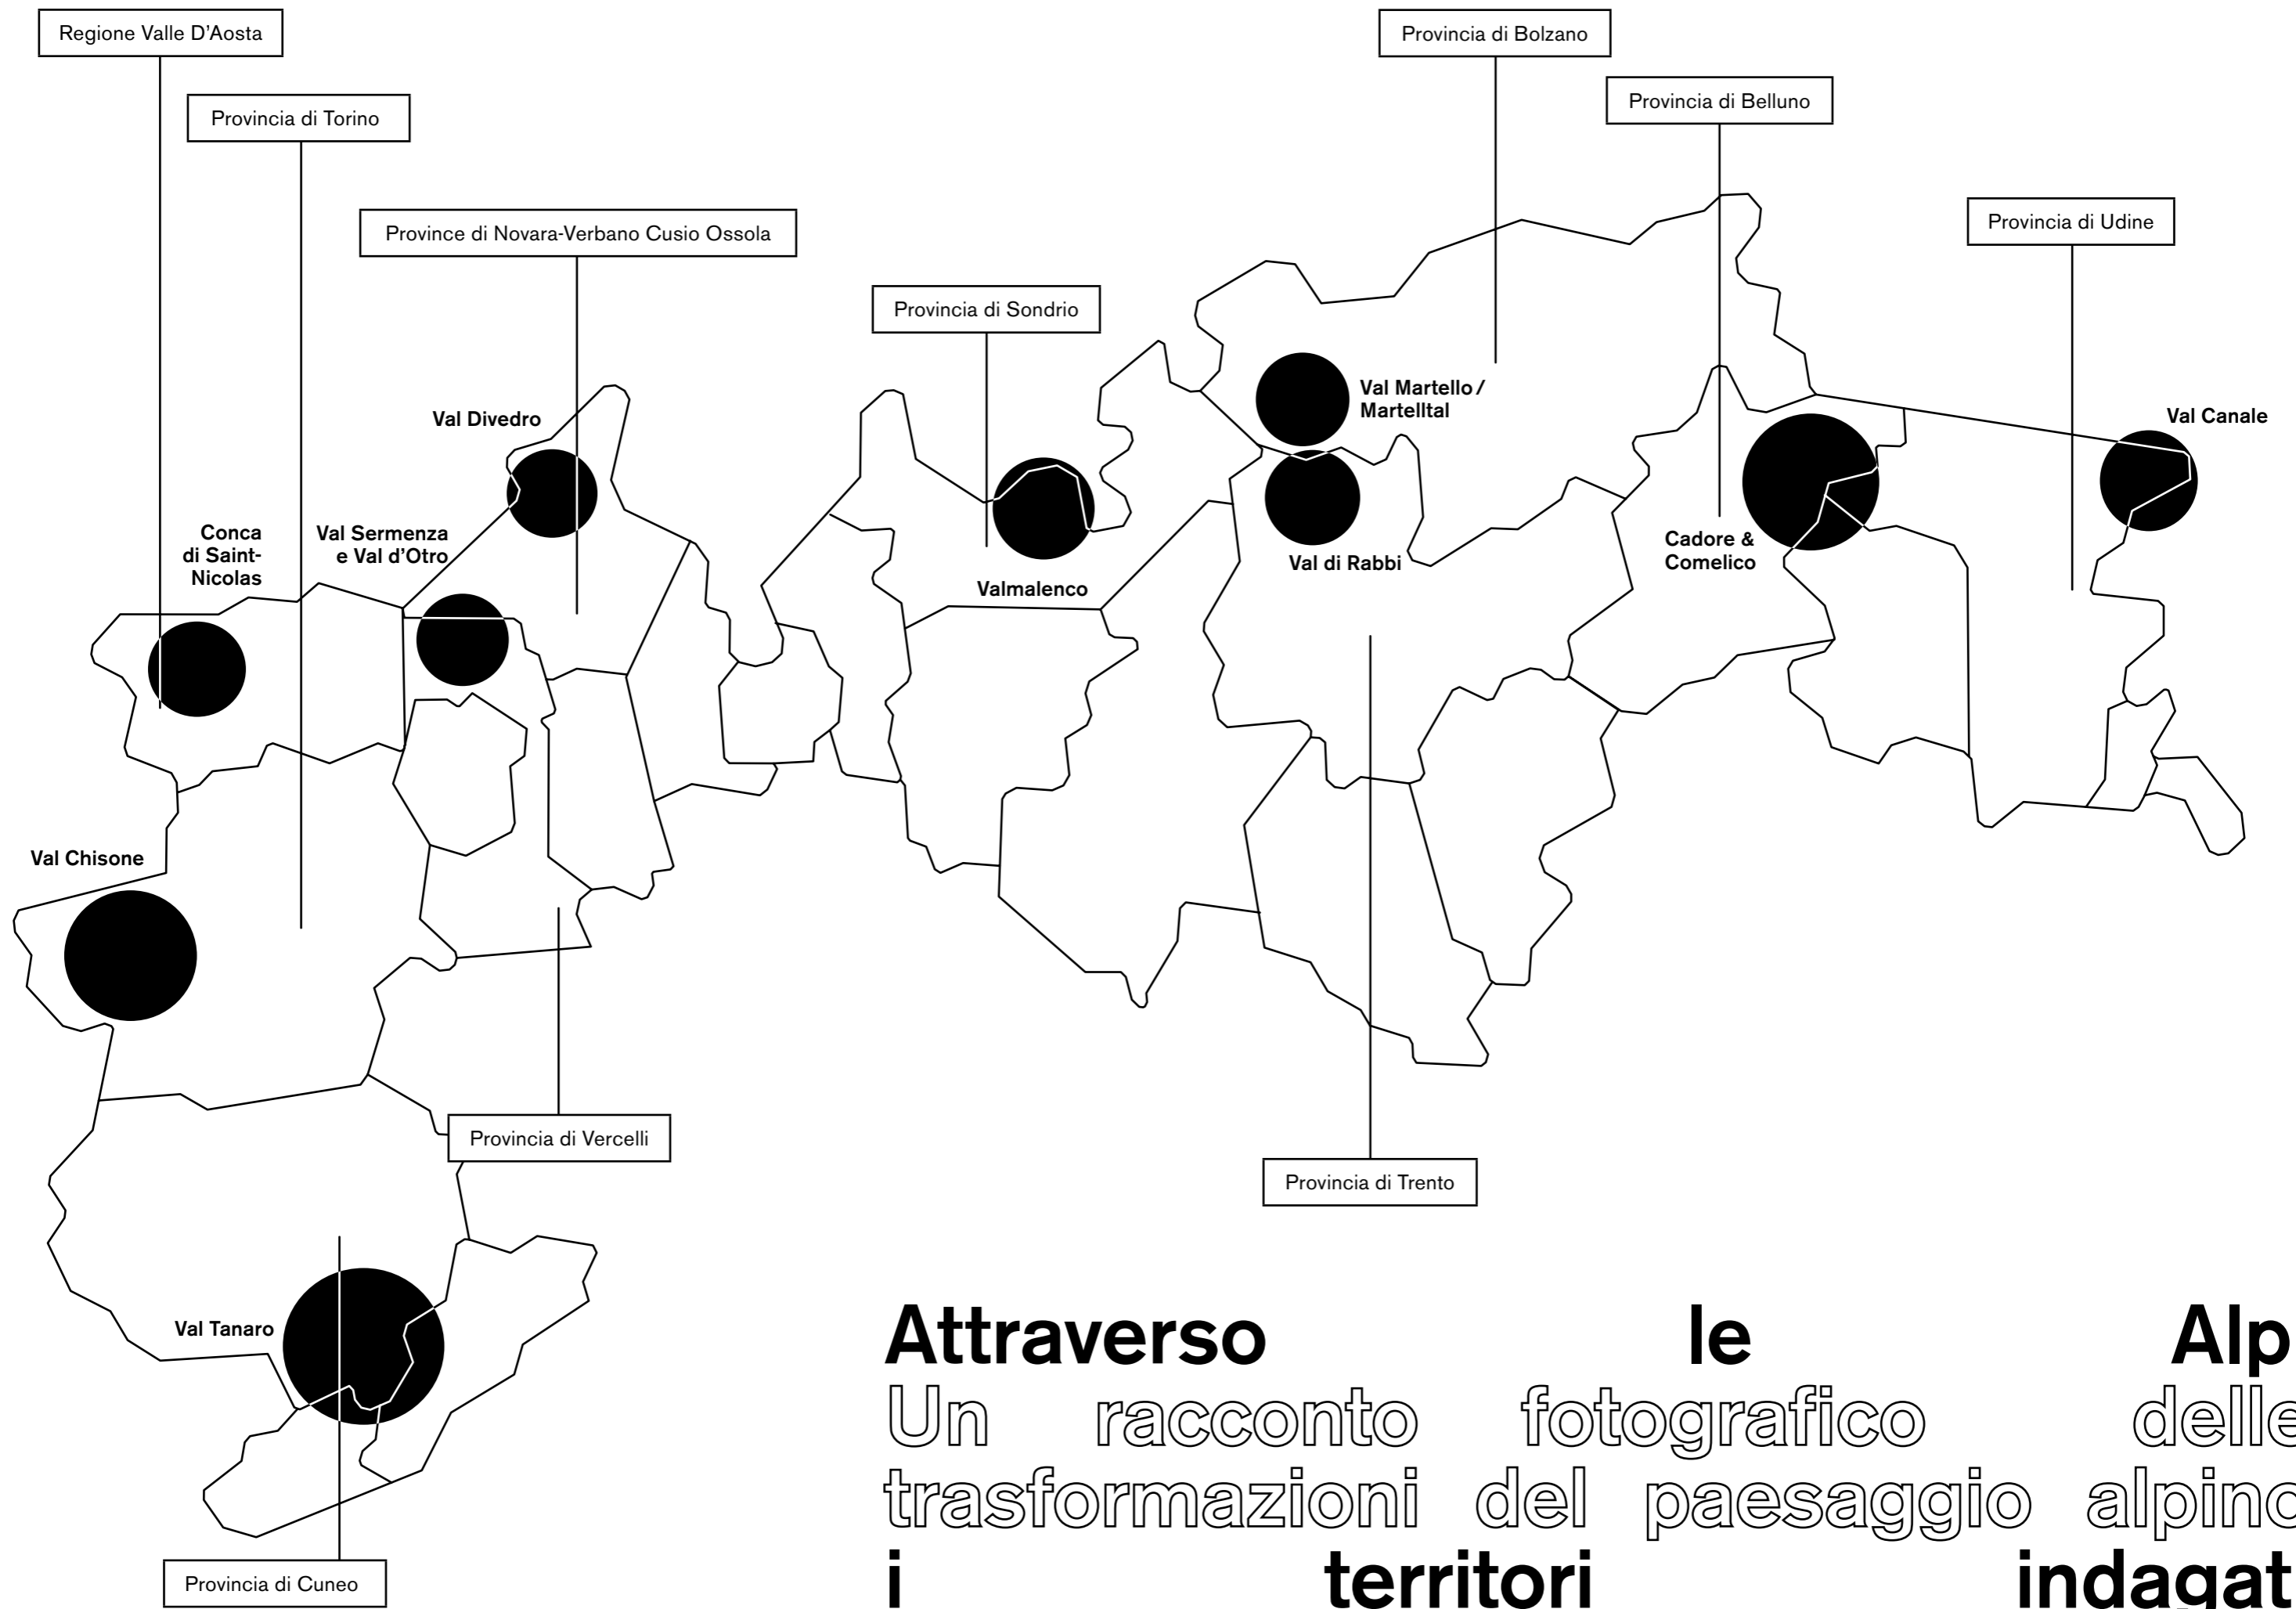 Regione Valle D’Aosta
Provincia di Bolzano
Provincia di Belluno
Provincia di Torino
Provincia di Udine
Province di Novara-Verbano Cusio Ossola
Provincia di Sondrio
Val Martello /
Martelltal
Val Divedro
Val Canale
Conca
di Saint-
Nicolas
Val Sermenza
e Val d’Otro
Cadore &
Comelico
Val di Rabbi
Valmalenco
Val Chisone
Provincia di Vercelli
Provincia di Trento
Val Tanaro
Provincia di Cuneo
Attraverso le Alp
Un racconto fotografico delle
trasformazioni del paesaggio alpino
i territori indagat